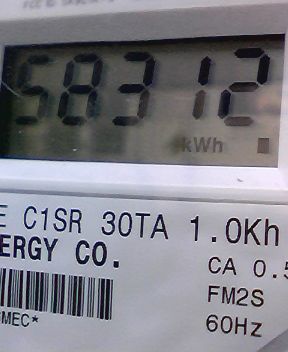 58312
kWh
E C1SR 30TA 1.0Kh
ERGY CO.
CA 0.5
FM2S
60Hz
MEC*